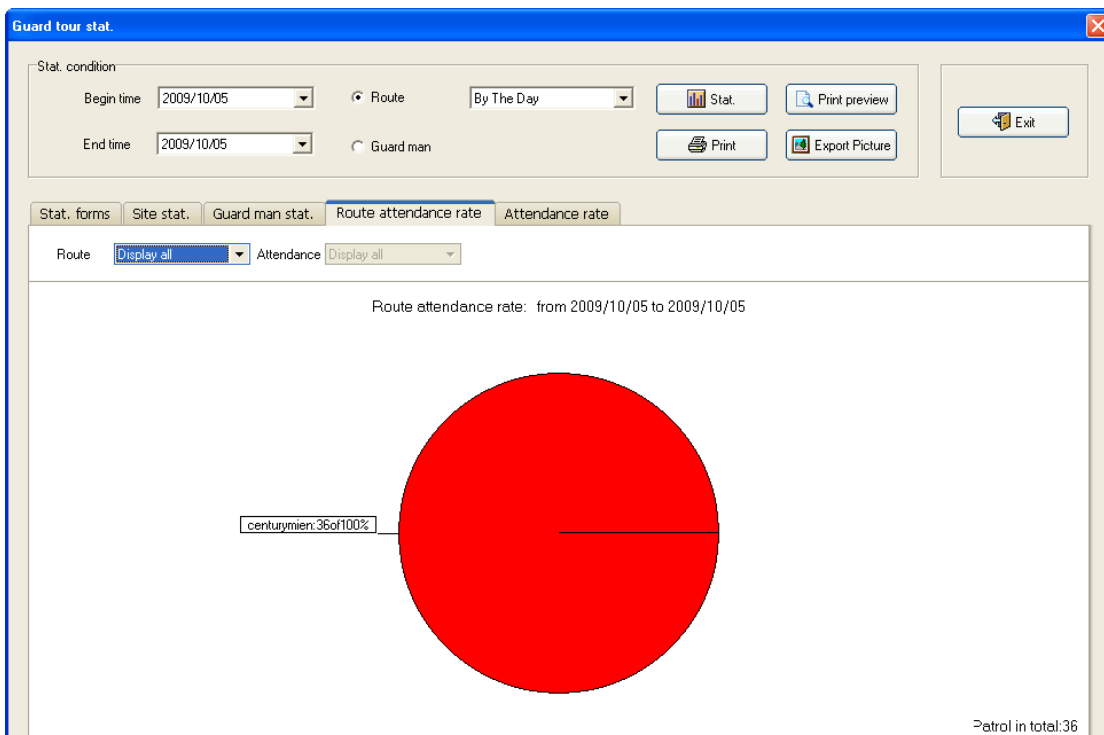 Guard tour stat.
Stat. condition
Begin time 2009/10/05 Route By The Day Stat. Print preview
Exit
End time 2009/10/05 Guard man Print Export Picture
Stat. forms Site stat. Guard man stat. Route attendance rate Attendance rate
Route Display all Attendance Display all
Route attendance rate: from 2009/10/05 to 2009/10/05
centurymien:36of100%
Patrol in total:36